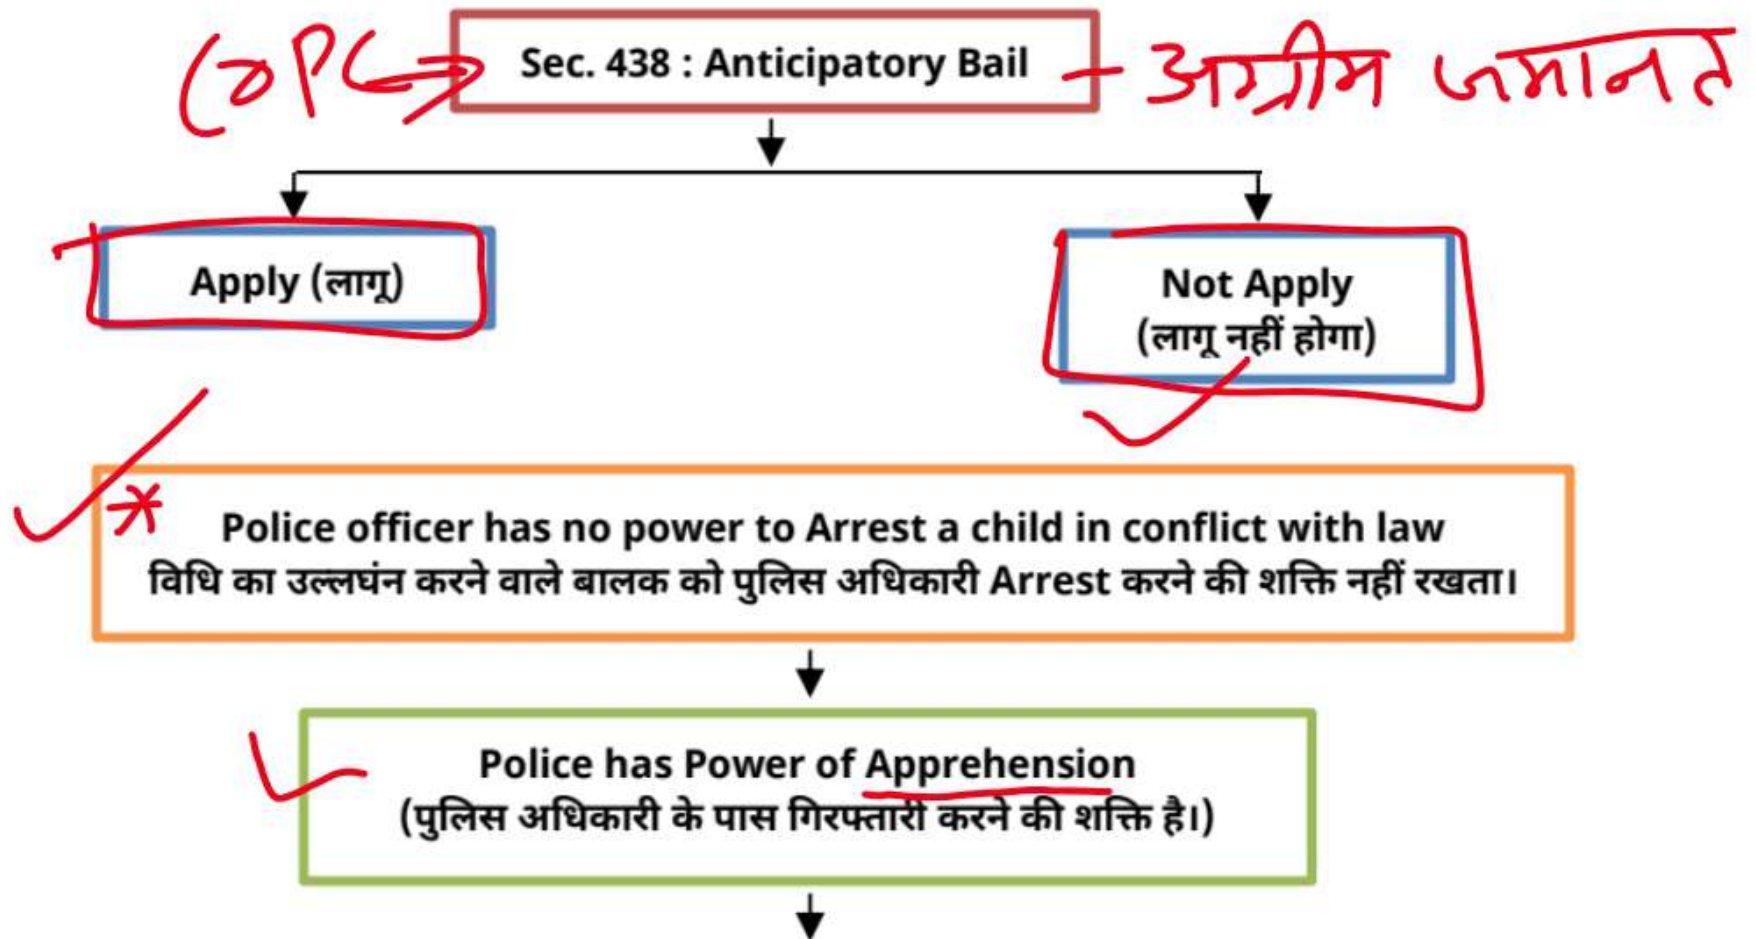 CrPC Sec. 438 : Anticipatory Bail - अग्रीम जमानत
Apply (लागू)
Not Apply
(लागू नहीं होगा)
* Police officer has no power to Arrest a child in conflict with law
विधि का उल्लघंन करने वाले बालक को पुलिस अधिकारी Arrest करने की शक्ति नहीं रखता।
Police has Power of Apprehension
(पुलिस अधिकारी के पास गिरफ्तारी करने की शक्ति है।)